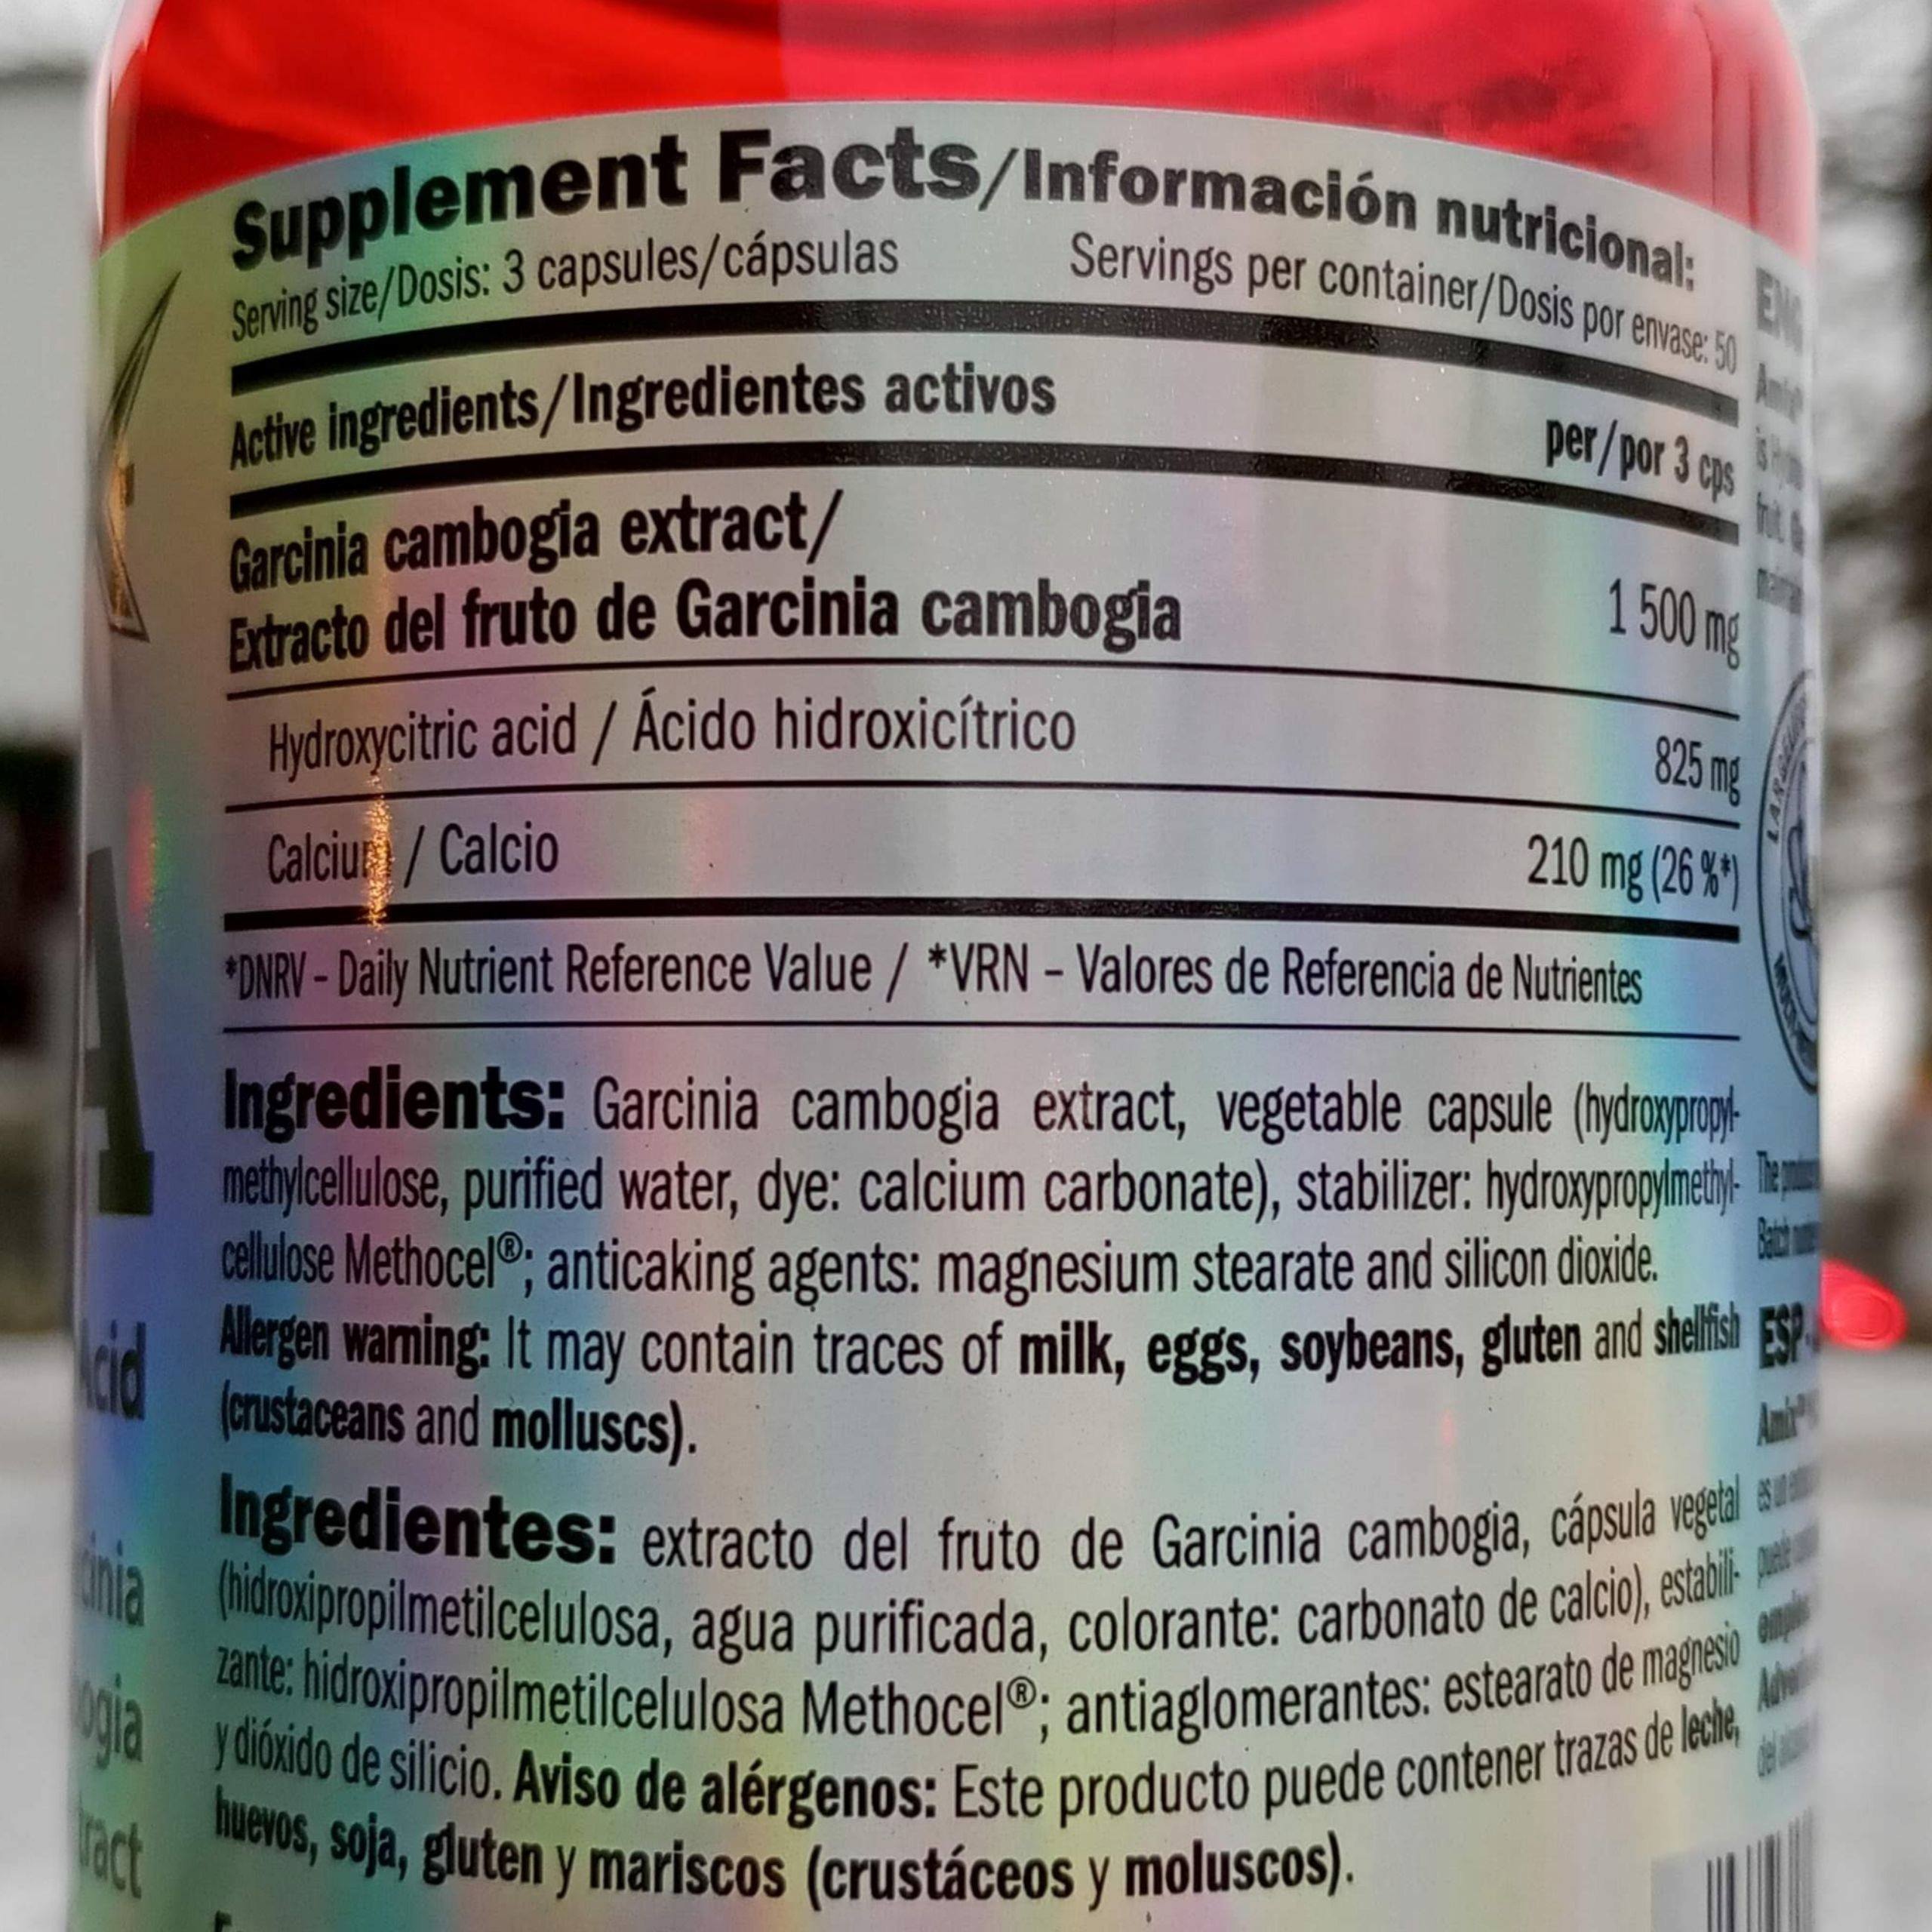 Supplement Facts/Información nutricional:
Serving size/Dosis: 3 capsules/cápsulas Servings per container/Dosis por envase: 50
Active ingredients/Ingredientes activos per/por 3 cps
Garcinia cambogia extract/
Extracto del fruto de Garcinia cambogia 1 500 mg
Hydroxycitric acid / Ácido hidroxicítrico 825 mg
Calcium / Calcio 210 mg (26 %*)
*DNRV - Daily Nutrient Reference Value / *VRN - Valores de Referencia de Nutrientes
Ingredients: Garcinia cambogia extract, vegetable capsule (hydroxypropyl-
methylcellulose, purified water, dye: calcium carbonate), stabilizer: hydroxypropylmethyl-
cellulose Methocel®; anticaking agents: magnesium stearate and silicon dioxide.
Allergen warning: It may contain traces of milk, eggs, soybeans, gluten and shellfish
(crustaceans and molluscs).
Ingredientes: extracto del fruto de Garcinia cambogia, cápsula vegetal
(hidroxipropilmetilcelulosa, agua purificada, colorante: carbonato de calcio), estabili-
zante: hidroxipropilmetilcelulosa Methocel®; antiaglomerantes: estearato de magnesio
y dióxido de silicio. Aviso de alérgenos: Este producto puede contener trazas de leche,
huevos, soja, gluten y mariscos (crustáceos y moluscos).